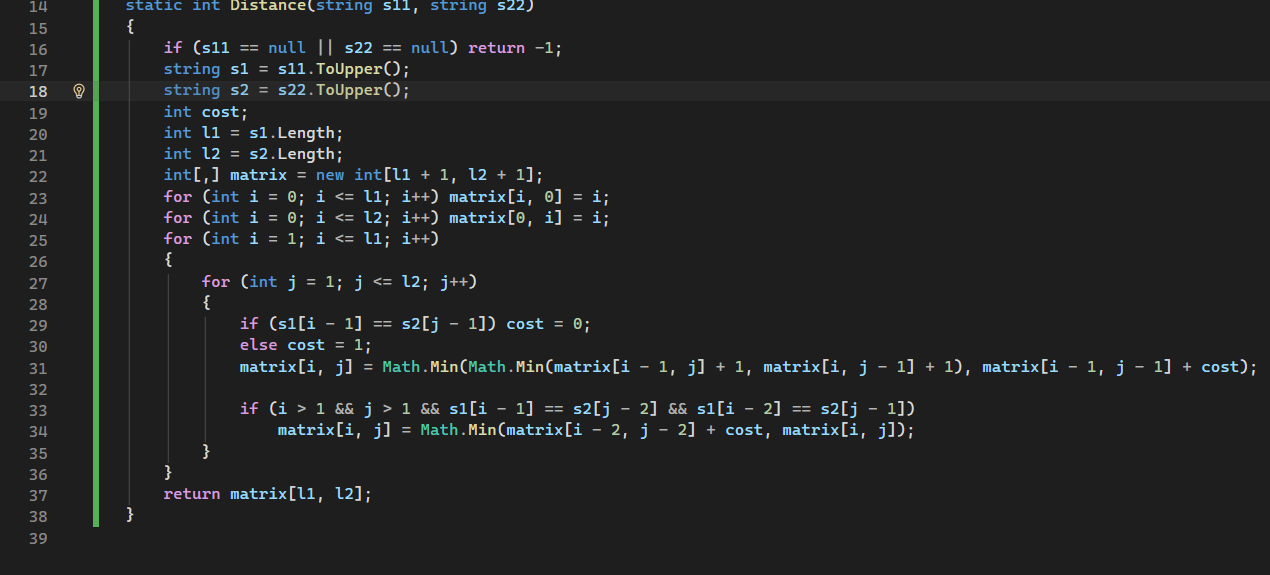 14 static int Distance(string s11, string s22)
15 {
16 if (s11 == null || s22 == null) return -1;
17 string s1 = s11.ToUpper();
18 string s2 = s22.ToUpper();
19 int cost;
20 int l1 = s1.Length;
21 int l2 = s2.Length;
22 int[,] matrix = new int[l1 + 1, l2 + 1];
23 for (int i = 0; i <= l1; i++) matrix[i, 0] = i;
24 for (int i = 0; i <= l2; i++) matrix[0, i] = i;
25 for (int i = 1; i <= l1; i++)
26 {
27 for (int j = 1; j <= l2; j++)
28 {
29 if (s1[i - 1] == s2[j - 1]) cost = 0;
30 else cost = 1;
31 matrix[i, j] = Math.Min(Math.Min(matrix[i - 1, j] + 1, matrix[i, j - 1] + 1), matrix[i - 1, j - 1] + cost);
32
33 if (i > 1 && j > 1 && s1[i - 1] == s2[j - 2] && s1[i - 2] == s2[j - 1])
34 matrix[i, j] = Math.Min(matrix[i - 2, j - 2] + cost, matrix[i, j]);
35 }
36 }
37 return matrix[l1, l2];
38 }
39